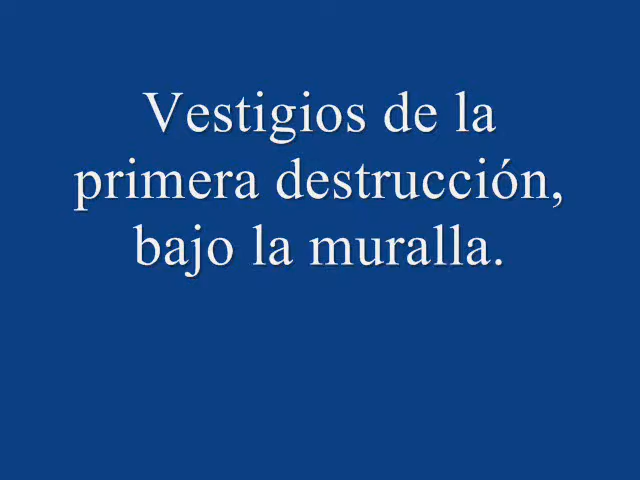 Vestigios de la
primera destrucción,
bajo la muralla.